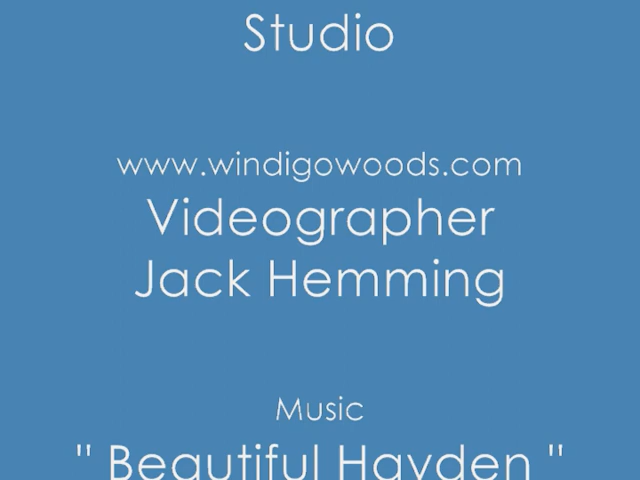 Studio
www.windigowoods.com
Videographer
Jack Hemming
Music
" Beautiful Hayden "